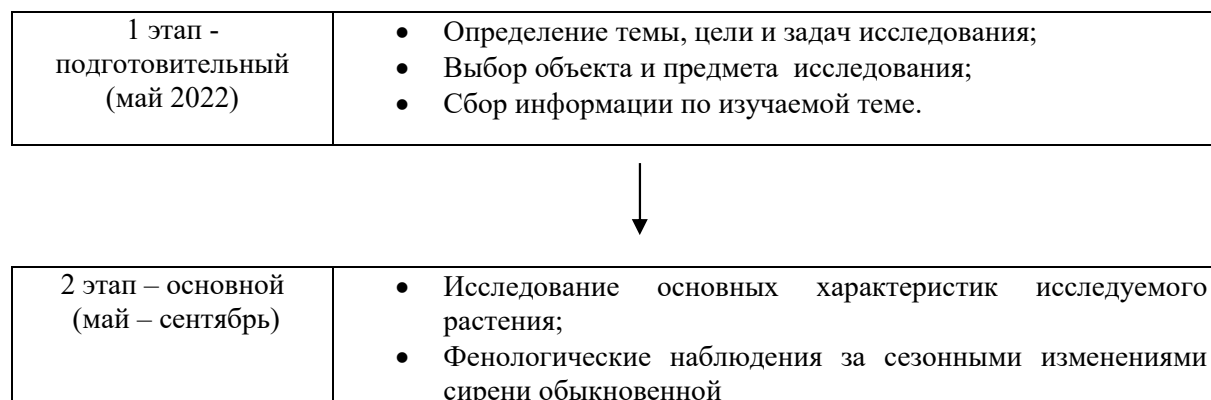 1 этап -
подготовительный
(май 2022)
• Определение темы, цели и задач исследования;
• Выбор объекта и предмета исследования;
• Сбор информации по изучаемой теме.
2 этап – основной
(май – сентябрь)
• Исследование основных характеристик исследуемого
растения;
• Фенологические наблюдения за сезонными изменениями
сирени обыкновенной